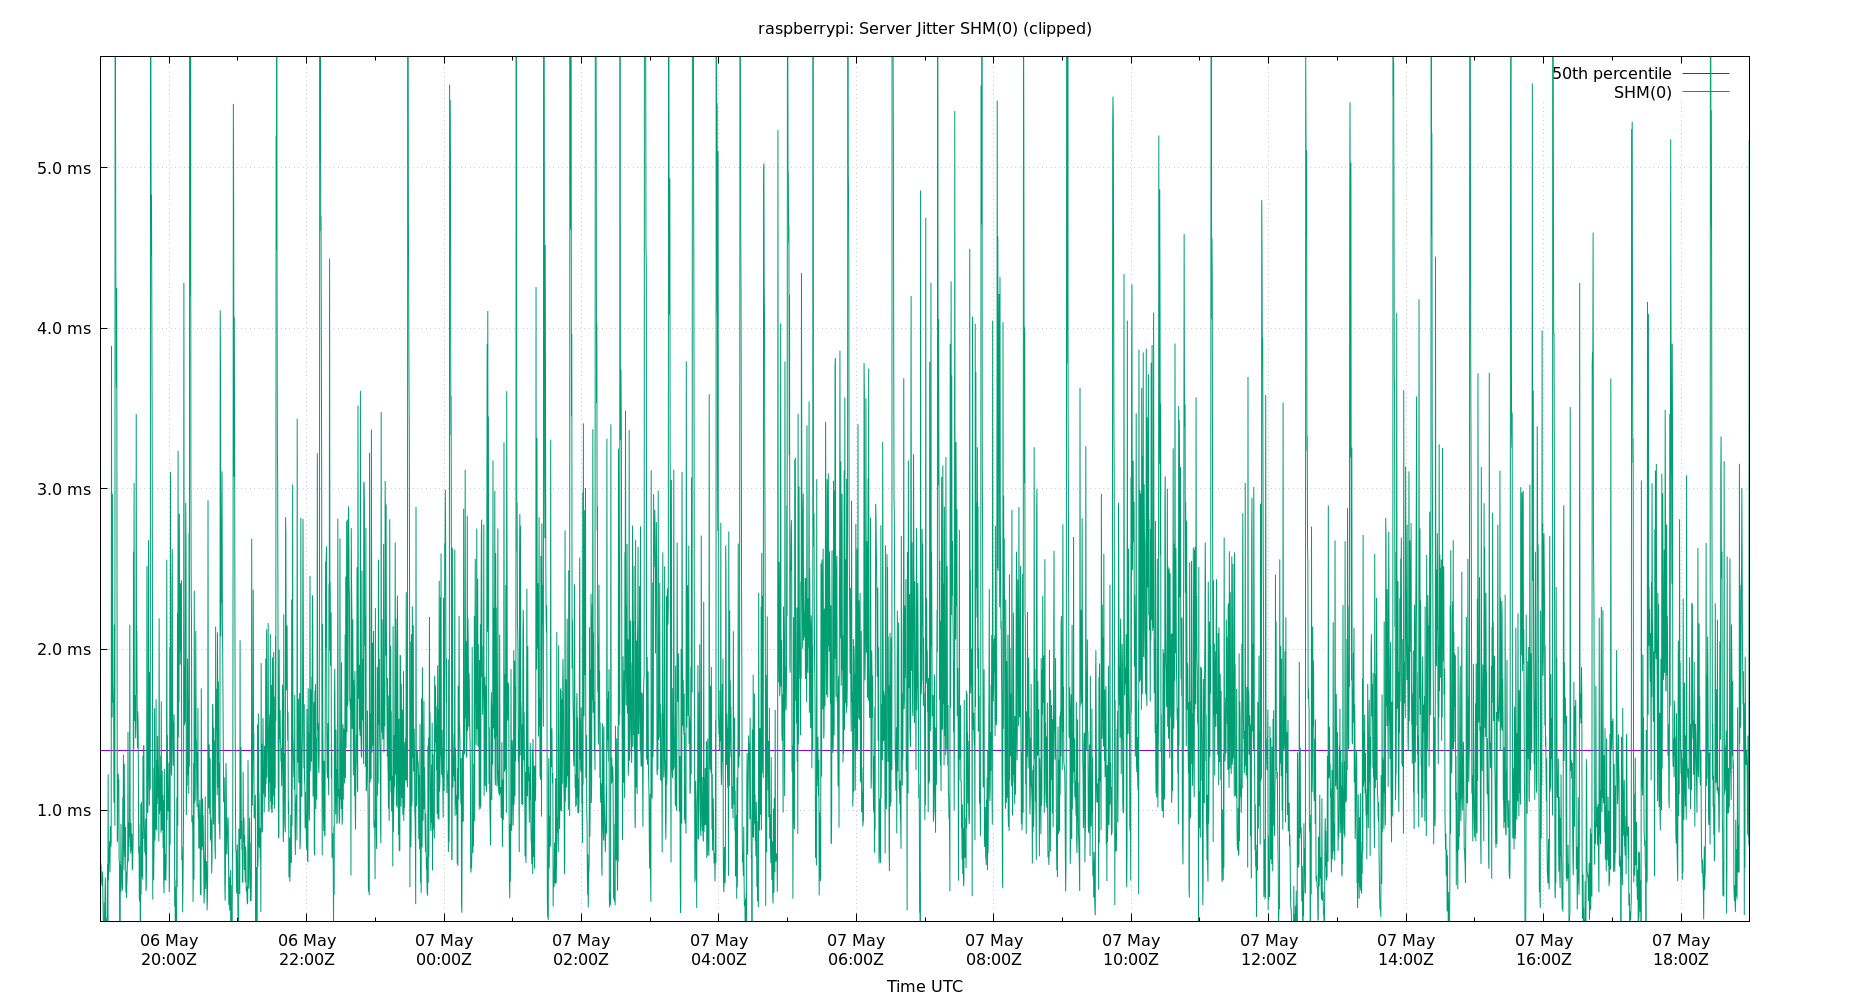 raspberrypi: Server Jitter SHM(0) (clipped)
50th percentile
SHM(0)
5.0 ms
4.0 ms
3.0 ms
2.0 ms
1.0 ms
06 May 06 May 07 May 07 May 07 May 07 May 07 May 07 May 07 May 07 May 07 May 07 May
20:00Z 22:00Z 00:00Z 02:00Z 04:00Z 06:00Z 08:00Z 10:00Z 12:00Z 14:00Z 16:00Z 18:00Z
Time UTC